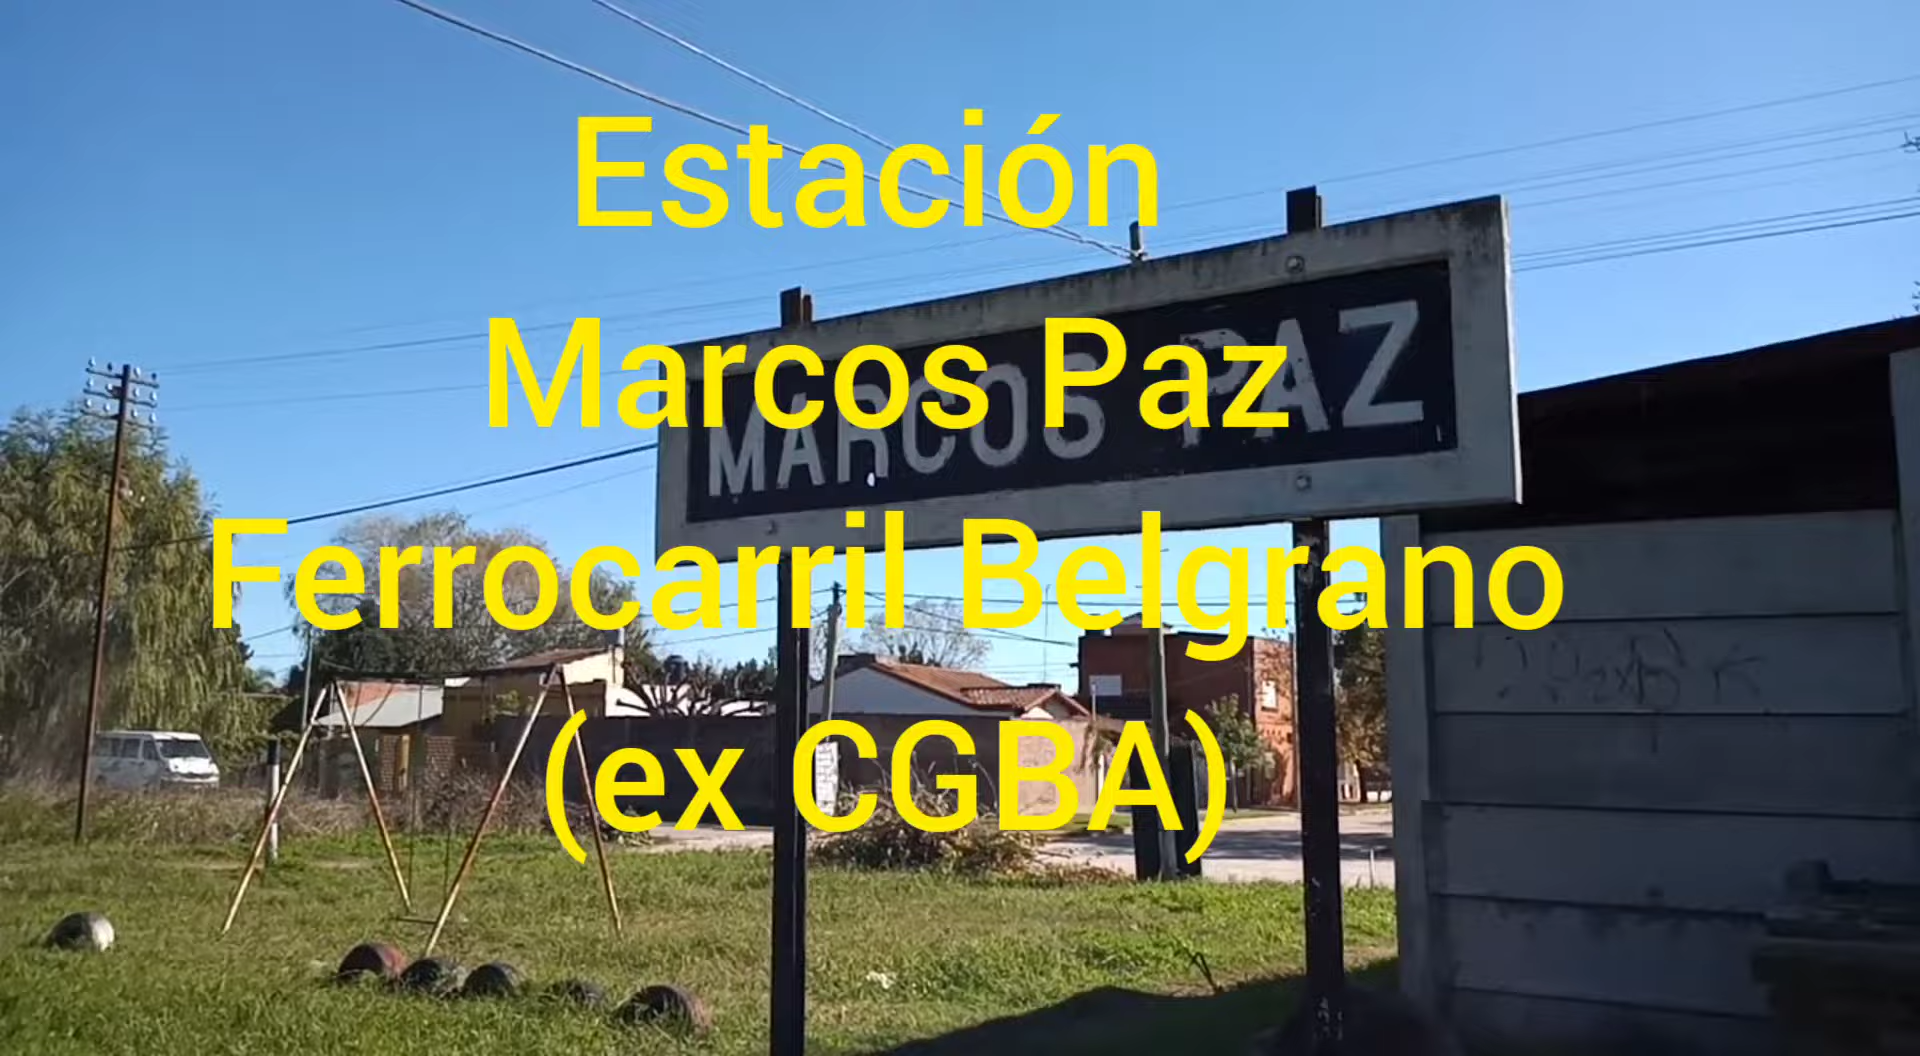 Estación
Marcos Paz
MARCOS PAZ
Ferrocarril Belgrano
(ex CGBA)